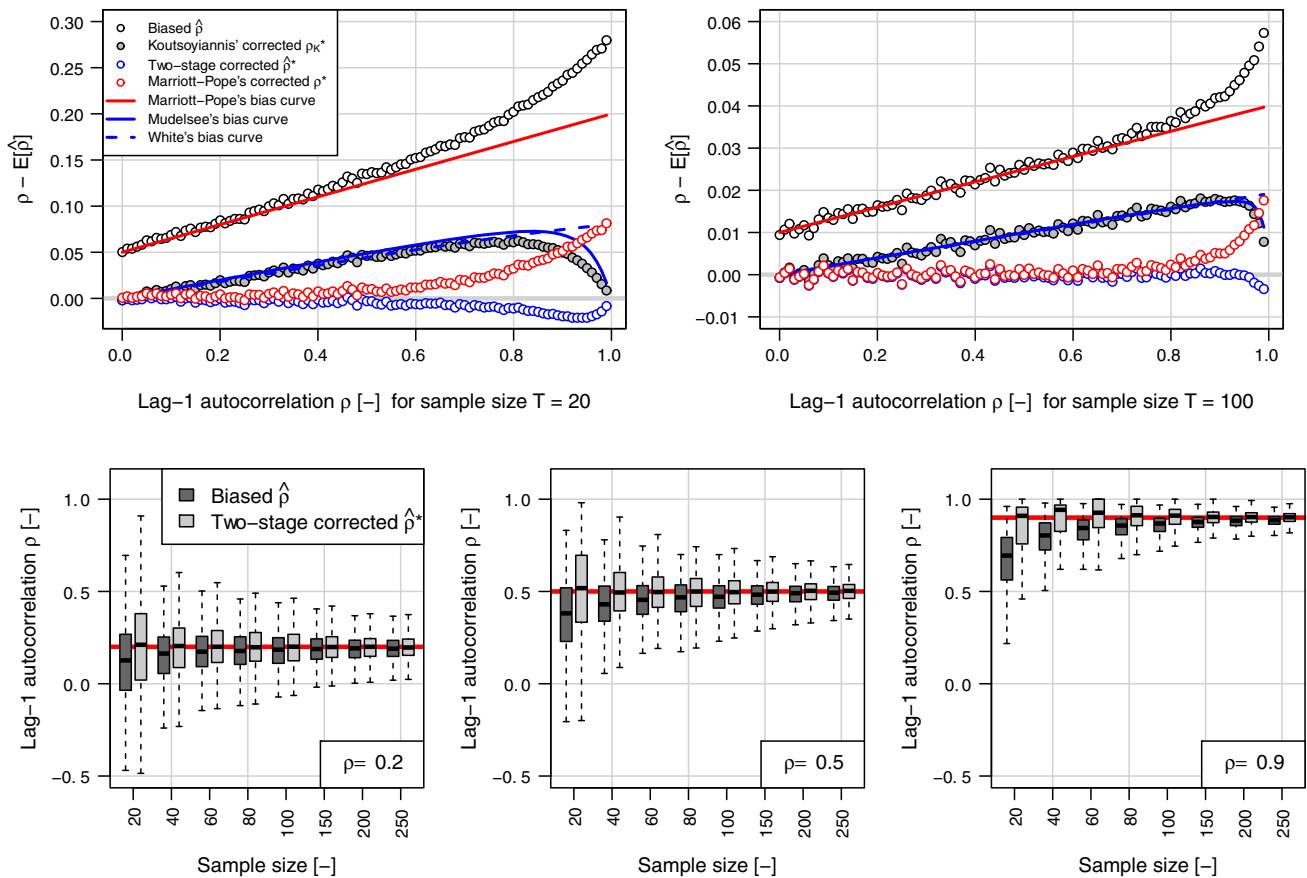 0.30
0.25
0.20
0.15
0.10
0.05
0.00
ρ − E[ρ̂]
Biased ρ̂
Koutsoyiannis' corrected ρK*
Two−stage corrected ρ̂*
Marriott−Pope's corrected ρ*
Marriott−Pope's bias curve
Mudelsee's bias curve
White's bias curve
0.0 0.2 0.4 0.6 0.8 1.0
Lag−1 autocorrelation ρ [−] for sample size T = 20
0.06
0.04
0.02
0.00
−0.01
ρ − E[ρ̂]
0.0 0.2 0.4 0.6 0.8 1.0
Lag−1 autocorrelation ρ [−] for sample size T = 100
1.0
0.5
0.0
−0.5
Lag−1 autocorrelation ρ [−]
Biased ρ̂
Two−stage corrected ρ̂*
ρ= 0.2
20 40 60 80 100 150 200 250
Sample size [−]
1.0
0.5
0.0
−0.5
Lag−1 autocorrelation ρ [−]
ρ= 0.5
20 40 60 80 100 150 200 250
Sample size [−]
1.0
0.5
0.0
−0.5
Lag−1 autocorrelation ρ [−]
ρ= 0.9
20 40 60 80 100 150 200 250
Sample size [−]